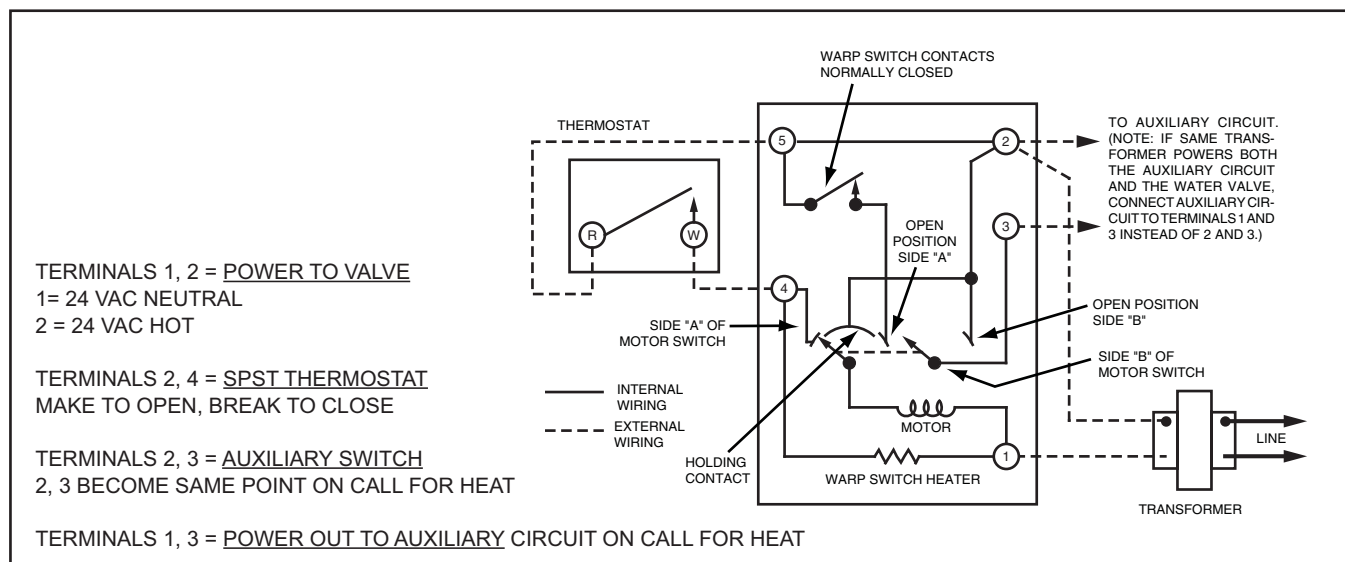 WARP SWITCH CONTACTS
NORMALLY CLOSED
THERMOSTAT
5
2
R
W
3
4
1
OPEN
POSITION
SIDE "A"
TO AUXILIARY CIRCUIT.
(NOTE: IF SAME TRANS-
FORMER POWERS BOTH
THE AUXILIARY CIRCUIT
AND THE WATER VALVE,
CONNECT AUXILIARY CIR-
CUIT TO TERMINALS 1 AND
3 INSTEAD OF 2 AND 3.)
OPEN POSITION
SIDE "B"
SIDE "A" OF
MOTOR SWITCH
SIDE "B" OF
MOTOR SWITCH
INTERNAL
WIRING
EXTERNAL
WIRING
HOLDING
CONTACT
MOTOR
WARP SWITCH HEATER
LINE
TRANSFORMER
TERMINALS 1, 2 = POWER TO VALVE
1= 24 VAC NEUTRAL
2 = 24 VAC HOT
TERMINALS 2, 4 = SPST THERMOSTAT
MAKE TO OPEN, BREAK TO CLOSE
TERMINALS 2, 3 = AUXILIARY SWITCH
2, 3 BECOME SAME POINT ON CALL FOR HEAT
TERMINALS 1, 3 = POWER OUT TO AUXILIARY CIRCUIT ON CALL FOR HEAT